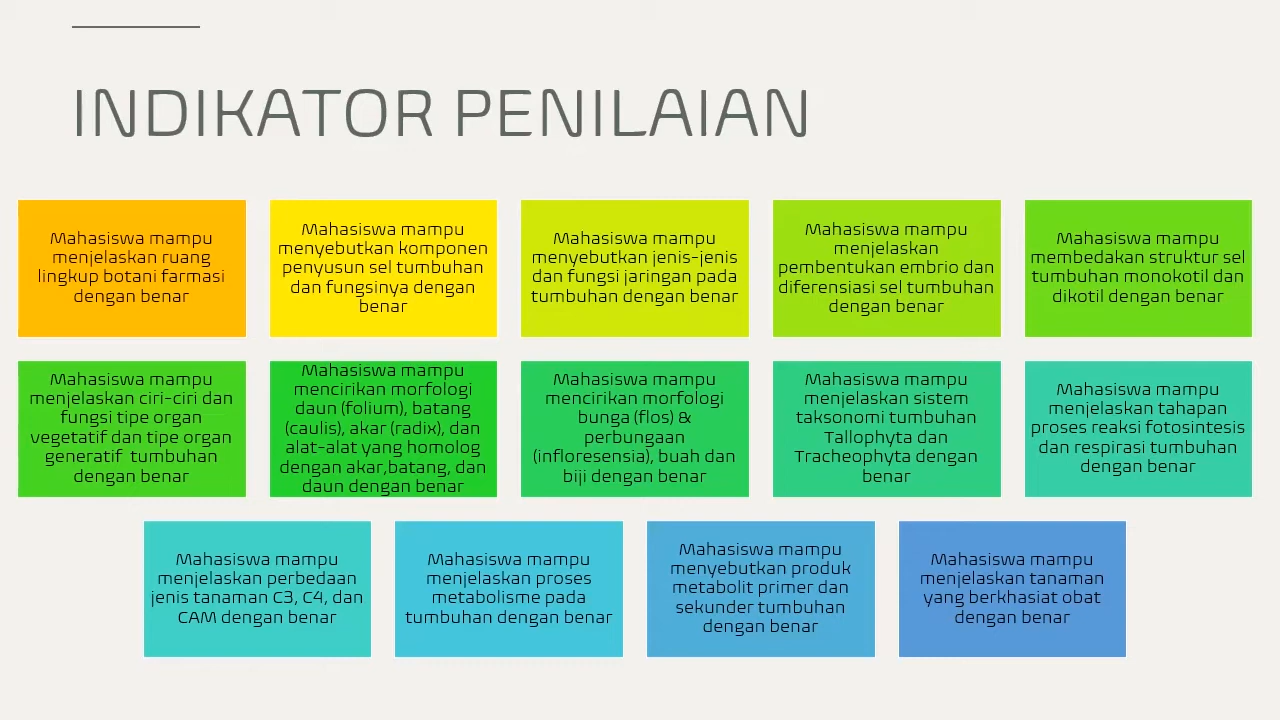 INDIKATOR PENILAIAN
Mahasiswa mampu
menjelaskan ruang
lingkup botani farmasi
dengan benar
Mahasiswa mampu
menyebutkan komponen
penyusun sel tumbuhan
dan fungsinya dengan
benar
Mahasiswa mampu
menyebutkan jenis-jenis
dan fungsi jaringan pada
tumbuhan dengan benar
Mahasiswa mampu
menjelaskan
pembentukan embrio dan
diferensiasi sel tumbuhan
dengan benar
Mahasiswa mampu
membedakan struktur sel
tumbuhan monokotil dan
dikotil dengan benar
Mahasiswa mampu
menjelaskan ciri-ciri dan
fungsi tipe organ
vegetatif dan tipe organ
generatif tumbuhan
dengan benar
Mahasiswa mampu
mencirikan morfologi
daun (folium), batang
(caulis), akar (radix), dan
alat-alat yang homolog
dengan akar,batang, dan
daun dengan benar
Mahasiswa mampu
mencirikan morfologi
bunga (flos) &
perbungaan
(infloresensia), buah dan
biji dengan benar
Mahasiswa mampu
menjelaskan sistem
taksonomi tumbuhan
Tallophyta dan
Tracheophyta dengan
benar
Mahasiswa mampu
menjelaskan tahapan
proses reaksi fotosintesis
dan respirasi tumbuhan
dengan benar
Mahasiswa mampu
menjelaskan perbedaan
jenis tanaman C3, C4, dan
CAM dengan benar
Mahasiswa mampu
menjelaskan proses
metabolisme pada
tumbuhan dengan benar
Mahasiswa mampu
menyebutkan produk
metabolit primer dan
sekunder tumbuhan
dengan benar
Mahasiswa mampu
menjelaskan tanaman
yang berkhasiat obat
dengan benar